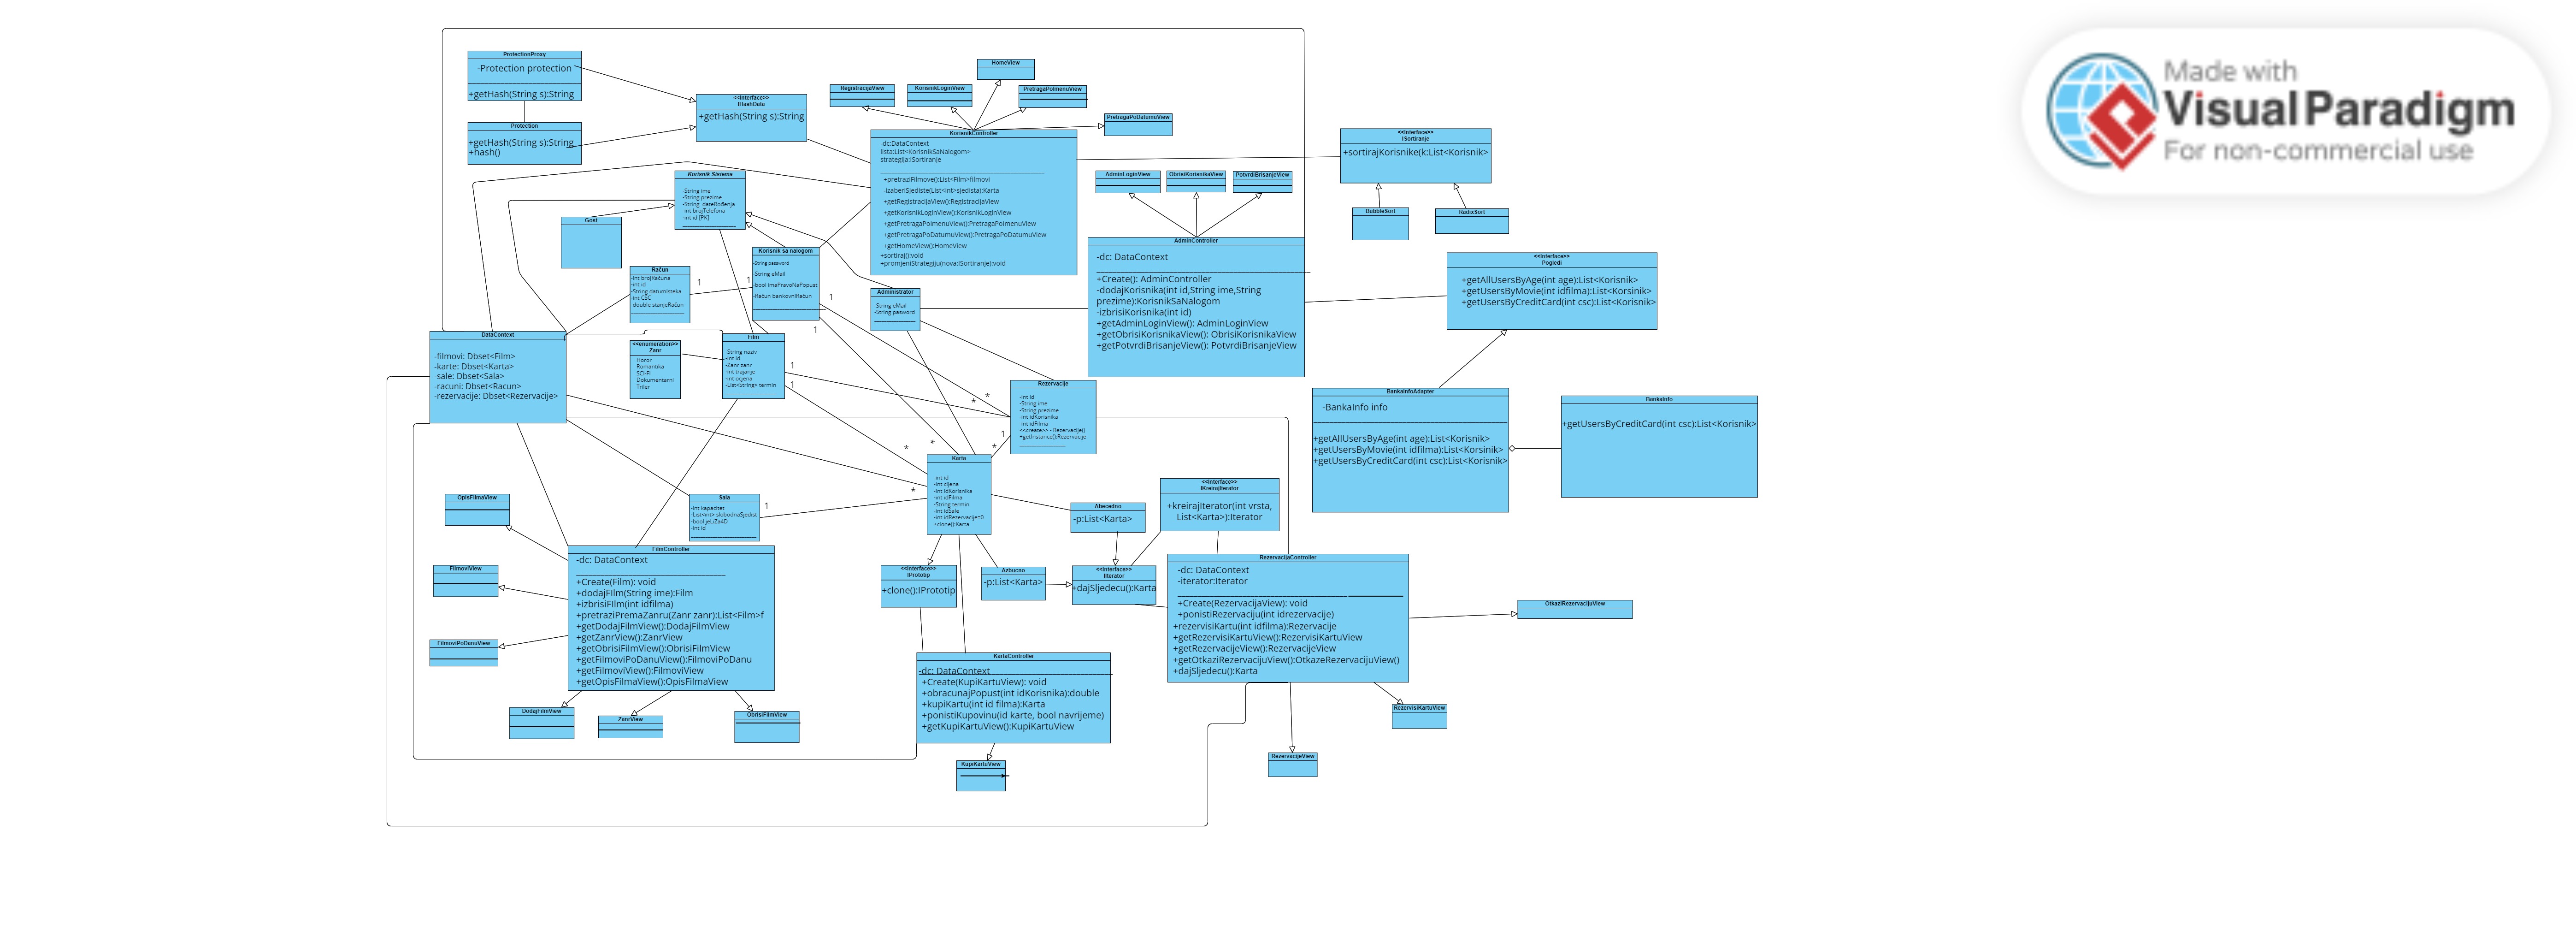 Made with
Visual Paradigm
For non-commercial use
ProtectionProxy
-Protection protection
+getHash(String s):String
Protection
+getHash(String s):String
+hash()
<<Interface>>
IHashData
+getHash(String s):String
RegistracijaView
KorisnikLoginView
HomeView
PretragaPoImenuView
PretragaPoDatumuView
KorisnikController
-dc:DataContext
lista:List<KorisnikSaNalogom>
strategija:ISortiranje
+pretraziFilmove():List<Film>filmovi
-izaberiSjediste(List<int>sjedista):Karta
+getRegistracijaView():RegistracijaView
+getKorisnikLoginView():KorisnikLoginView
+getPretragaPoImenuView():PretragaPoImenuView
+getPretragaPoDatumuView():PretragaPoDatumuView
+getHomeView():HomeView
+sortiraj():void
+promjeniStrategiju(nova:ISortiranje):void
<<Interface>>
ISortiranje
+sortirajKorisnike(k:List<Korisnik>
BubbleSort
RadixSort
AdminLoginView
ObrisiKorisnikaView
PotvrdiBrisanjeView
AdminController
-dc: DataContext
+Create(): AdminController
-dodajKorisnika(int id,String ime,String
prezime):KorisnikSaNalogom
-izbrisiKorisnika(int id)
+getAdminLoginView(): AdminLoginView
+getObrisiKorisnikaView(): ObrisiKorisnikaView
+getPotvrdiBrisanjeView(): PotvrdiBrisanjeView
<<Interface>>
Pogledi
+getAllUsersByAge(int age):List<Korisnik>
+getUsersByMovie(int idfilma):List<Korsinik>
+getUsersByCreditCard(int csc):List<Korisnik>
BankaInfoAdapter
-BankaInfo info
+getAllUsersByAge(int age):List<Korisnik>
+getUsersByMovie(int idfilma):List<Korsinik>
+getUsersByCreditCard(int csc):List<Korisnik>
BankaInfo
+getUsersByCreditCard(int csc):List<Korisnik>
Korisnik Sistema
-String ime
-String prezime
-String dateRođenja
-int brojTelefona
-int id [PK]
Gost
Korisnik sa nalogom
-String password
-String eMail
-bool imaPravoNaPopust
-Račun bankovniRačun
Račun
-int brojRačuna
-int id
-String datumIsteka
-int CSC
-double stanjeRačun
1
1
1
1
Administrator
-String eMail
-String pasword
DataContext
-filmovi: Dbset<Film>
-karte: Dbset<Karta>
-sale: Dbset<Sala>
-racuni: Dbset<Racun>
-rezervacije: Dbset<Rezervacije>
<<enumeration>>
Zanr
Horor
Romantika
SCI-Fi
Dokumentarni
Triler
Film
-String naziv
-int id
-Zanr zanr
-int trajanje
-int ocjena
-List<String> termin
1
1
Rezervacije
-int id
-String ime
-String prezime
-int idKorisnika
-int idFilma
<<create>> - Rezervacije()
+getInstance():Rezervacije
*
*
1
*
*
*
*
Karta
-int id
-int cijena
-int idKorisnika
-int idFilma
-String termin
-int idSale
-int idRezervacije=0
+clone():Karta
Sala
-int kapacitet
-List<int> slobodnaSjedist
-bool jeLiZa4D
-int id
1
OpisFilmaView
FilmoviView
FilmoviPoDanuView
FilmController
-dc: DataContext
+Create(Film): void
+dodajFIlm(String ime):Film
+izbrisiFIlm(int idfilma)
+pretraziPremaZanru(Zanr zanr):List<Film>f
+getDodajFilmView():DodajFilmView
+getZanrView():ZanrView
+getObrisiFilmView():ObrisiFilmView
+getFilmoviPoDanuView():FilmoviPoDanu
+getFilmoviView():FilmoviView
+getOpisFilmaView():OpisFilmaView
DodajFilmView
ZanrView
ObrisiFilmView
<<Interface>>
IPrototip
+clone():IPrototip
Azbucno
-p:List<Karta>
Abecedno
-p:List<Karta>
<<Interface>>
IIterator
+dajSljedecu():Karta
<<Interface>>
IKreirajIterator
+kreirajIterator(int vrsta,
List<Karta>):Iterator
RezervacijaController
-dc: DataContext
-iterator:Iterator
+Create(RezervacijaView): void
+ponistiRezervaciju(int idrezervacije)
+rezervisiKartu(int idfilma):Rezervacije
+getRezervisiKartuView():RezervisiKartuView
+getRezervacijeView():RezervacijeView
+getOtkaziRezervacijuView():OtkazeRezervacijuView()
+dajSljedecu():Karta
OtkaziRezervacijuView
RezervisiKartuView
RezervacijeView
KartaController
-dc: DataContext
+Create(KupiKartuView): void
+obracunajPopust(int idKorisnika):double
+kupiKartu(int id filma):Karta
+ponistiKupovinu(id karte, bool navrijeme)
+getKupiKartuView():KupiKartuView
KupiKartuView